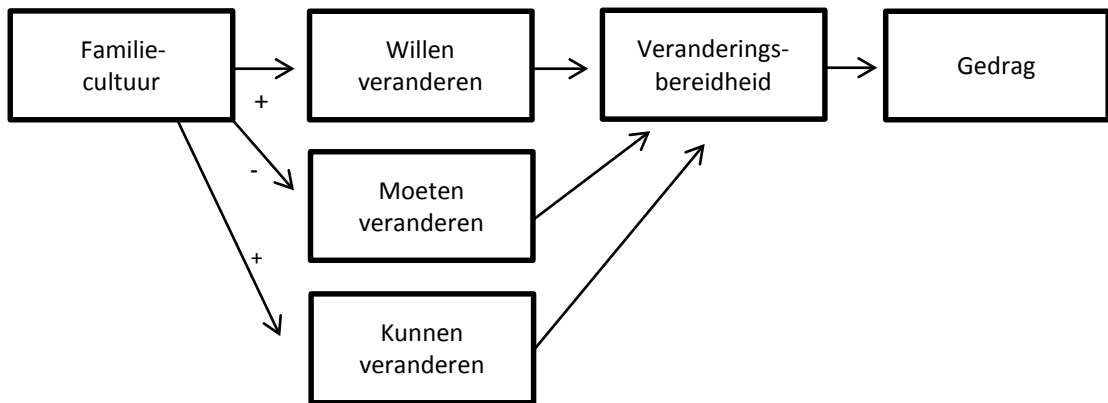 Familie-
cultuur
Willen
veranderen
Veranderings-
bereidheid
Gedrag
+
-
Moeten
veranderen
+
Kunnen
veranderen